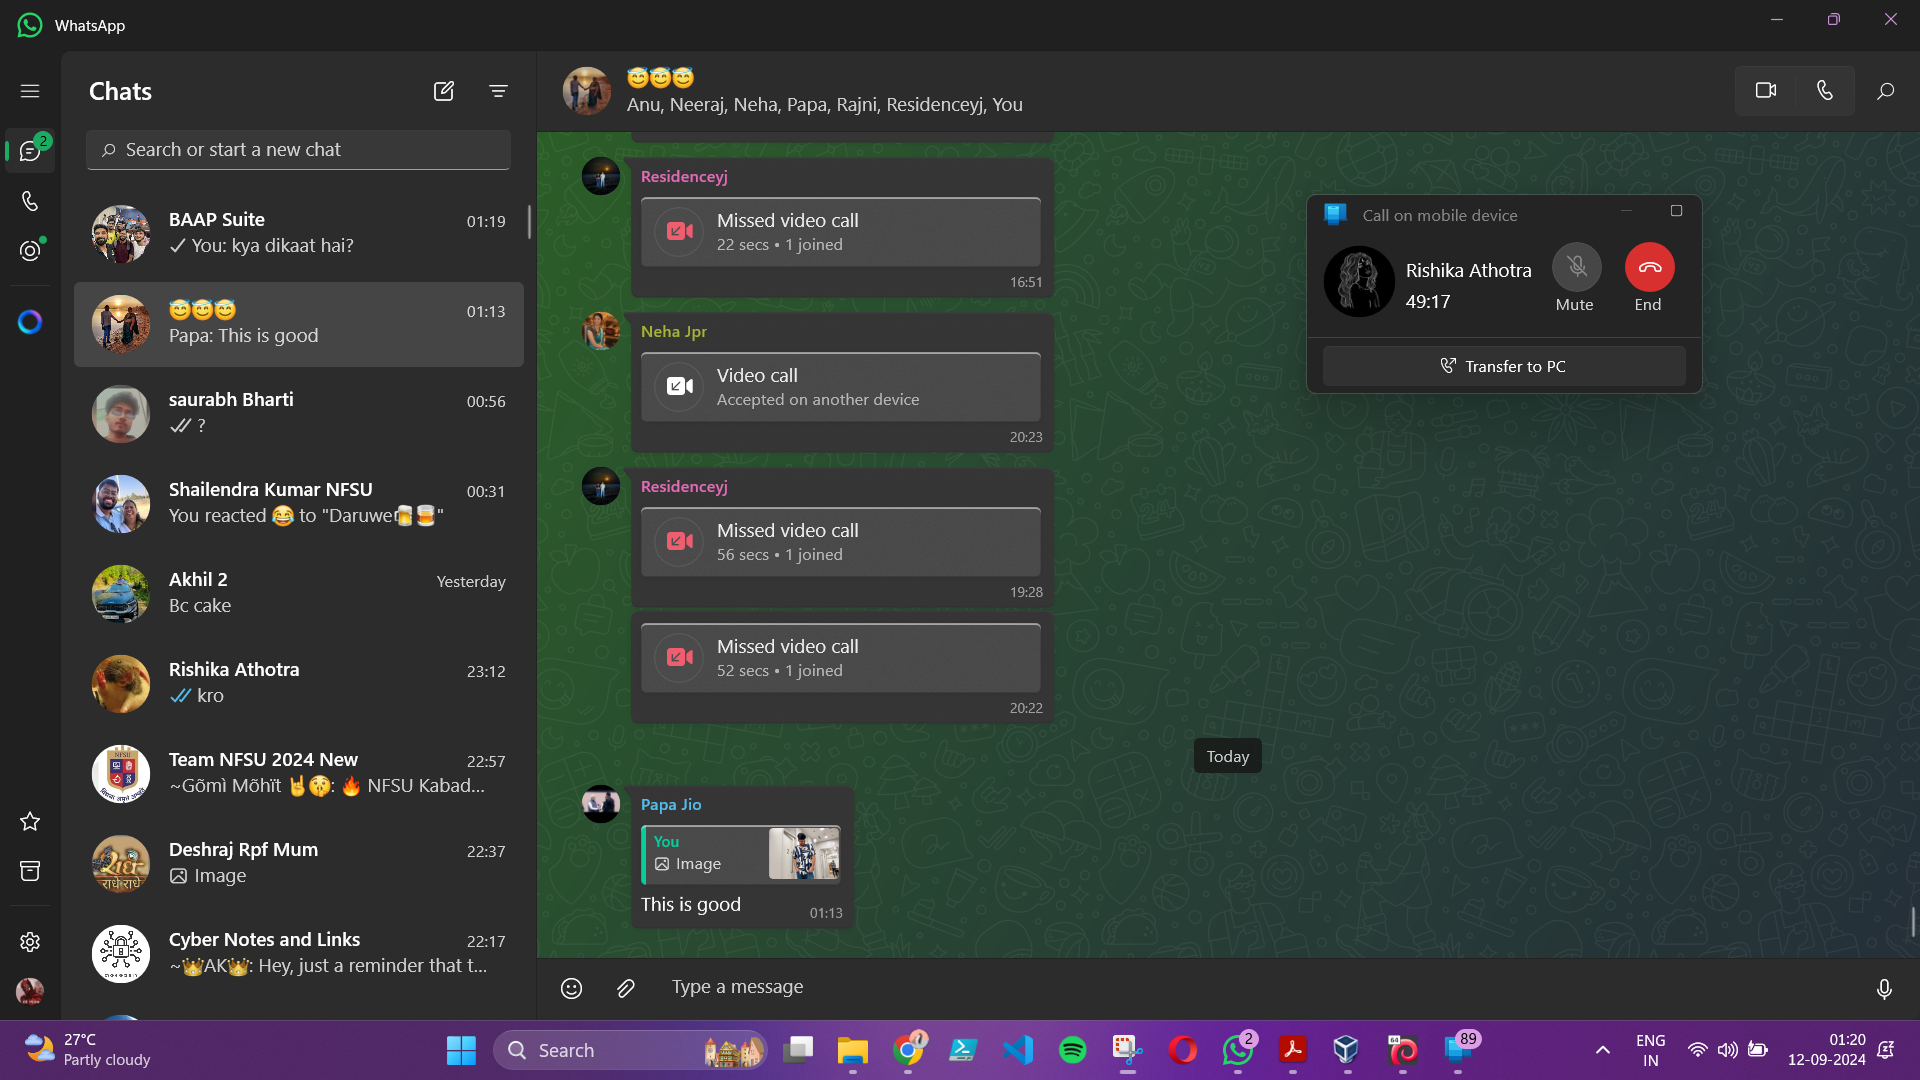 WhatsApp
Chats
2
Search or start a new chat
BAAP Suite
01:19
You: kya dikaat hai?
😇😇😇
01:13
Papa: This is good
saurabh Bharti
00:56
?
Shailendra Kumar NFSU
00:31
You reacted 😂 to "Daruwe🍺🥃"
Akhil 2
Yesterday
Bc cake
Rishika Athotra
23:12
kro
Team NFSU 2024 New
22:57
~Gõmì Mõhït 🤘🤫: 🔥 NFSU Kabad...
Deshraj Rpf Mum
22:37
Image
Cyber Notes and Links
22:17
~👑AK👑: Hey, just a reminder that t...
😇😇😇
Anu, Neeraj, Neha, Papa, Rajni, Residenceyj, You
Residenceyj
Missed video call
22 secs • 1 joined
16:51
Neha Jpr
Video call
Accepted on another device
20:23
Residenceyj
Missed video call
56 secs • 1 joined
19:28
Missed video call
52 secs • 1 joined
20:22
Today
Papa Jio
You
Image
This is good
01:13
Type a message
Call on mobile device
Rishika Athotra
49:17
Mute
End
Transfer to PC
27°C
Partly cloudy
Search
2
64
89
ENG
IN
01:20
12-09-2024